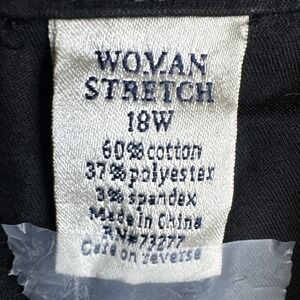 WOVAN
STRETCH
18W
60% cotton
37% polyester
3% spandex
Made in China
RN# 73277
Care on reverse